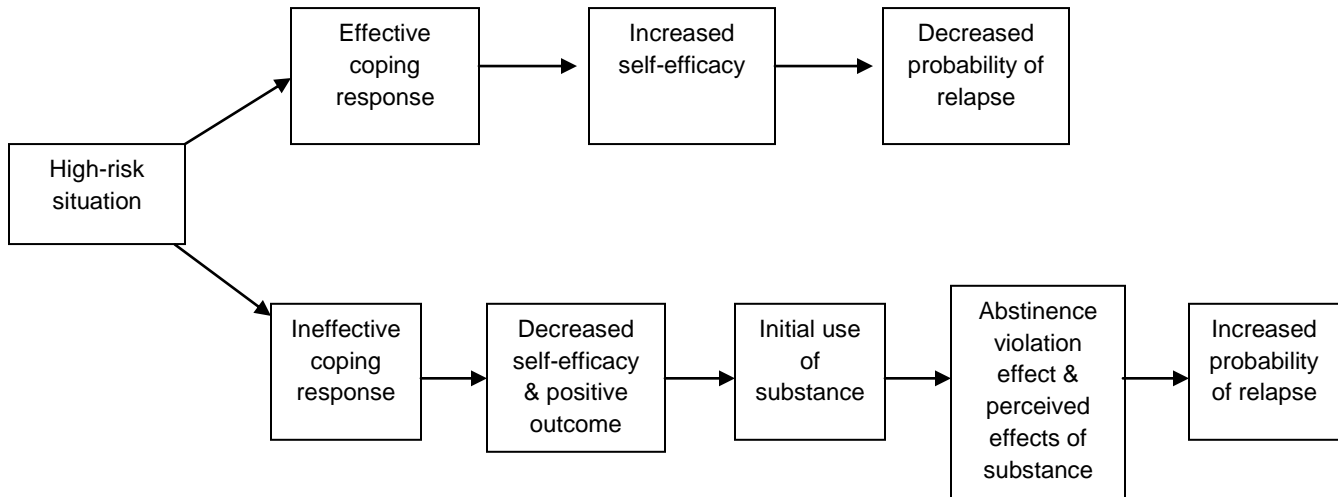 Effective
coping
response
Increased
self-efficacy
Decreased
probability of
relapse
High-risk
situation
Ineffective
coping
response
Decreased
self-efficacy
& positive
outcome
Initial use
of
substance
Abstinence
violation
effect &
perceived
effects of
substance
Increased
probability
of relapse